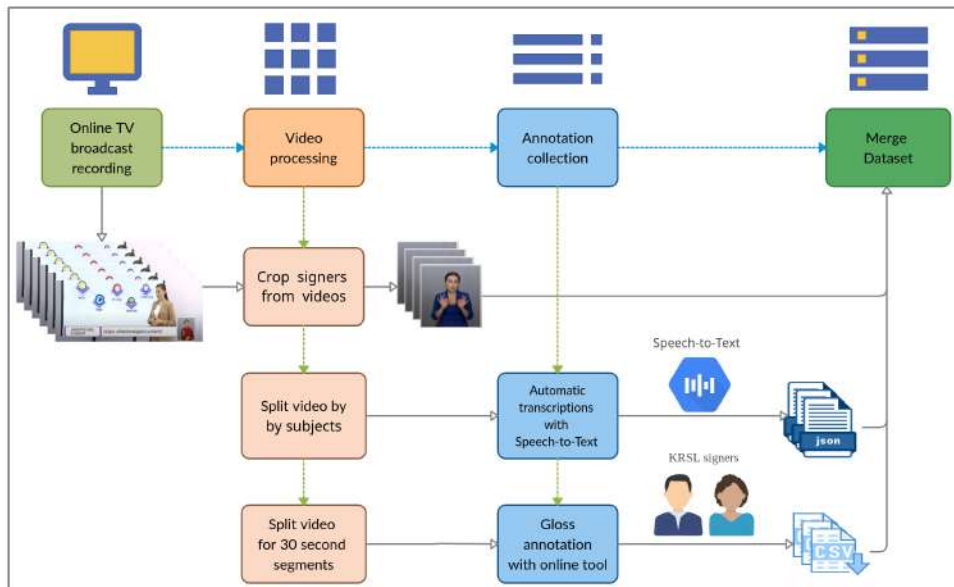 Online TV
broadcast
recording
Video
processing
Annotation
collection
Merge
Dataset
Crop signers
from videos
Speech-to-Text
Split video by
by subjects
Automatic
transcriptions
with
Speech-to-Text
json
KRSL signers
Split video
for 30 second
segments
Gloss
annotation
with online tool
CSV